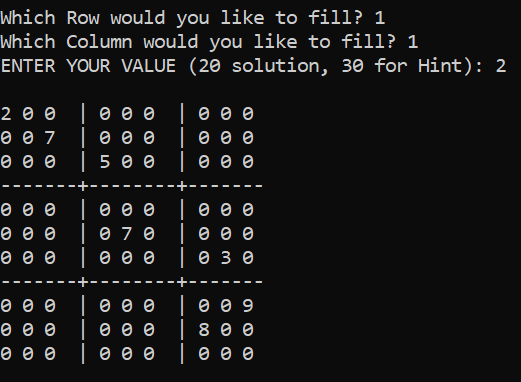 Which Row would you like to fill? 1
Which Column would you like to fill? 1
ENTER YOUR VALUE (20 solution, 30 for Hint): 2
2 0 0 | 0 0 0 | 0 0 0
0 0 7 | 0 0 0 | 0 0 0
0 0 0 | 5 0 0 | 0 0 0
-------+--------+-------
0 0 0 | 0 0 0 | 0 0 0
0 0 0 | 0 7 0 | 0 0 0
0 0 0 | 0 0 0 | 0 3 0
-------+--------+-------
0 0 0 | 0 0 0 | 0 0 9
0 0 0 | 0 0 0 | 8 0 0
0 0 0 | 0 0 0 | 0 0 0